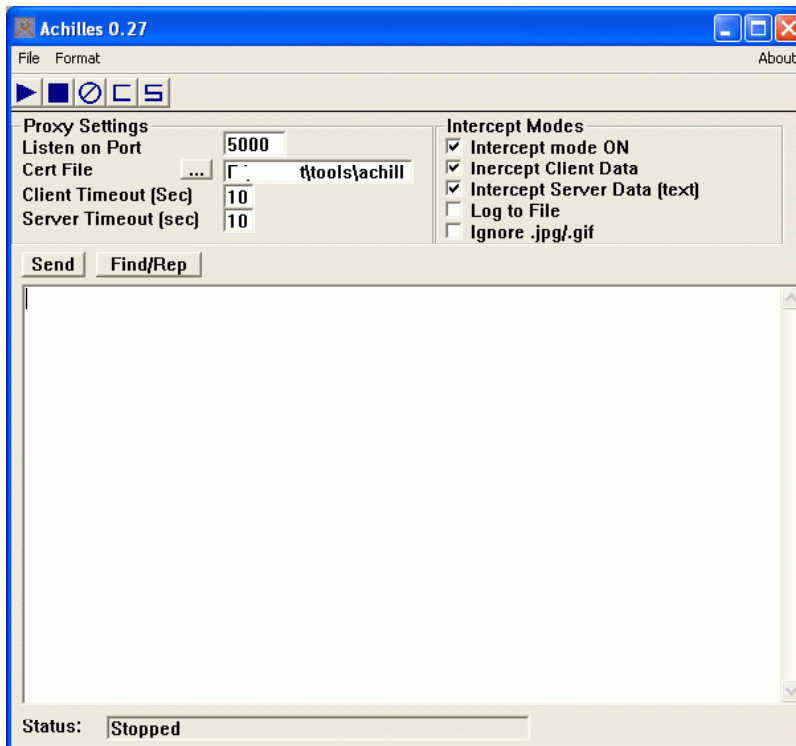 Achilles 0.27
File Format About
Proxy Settings
Listen on Port 5000
Cert File ... t\tools\achill
Client Timeout (Sec) 10
Server Timeout (sec) 10
Intercept Modes
Intercept mode ON
Inercept Client Data
Intercept Server Data (text)
Log to File
Ignore .jpg/.gif
Send Find/Rep
Status: Stopped